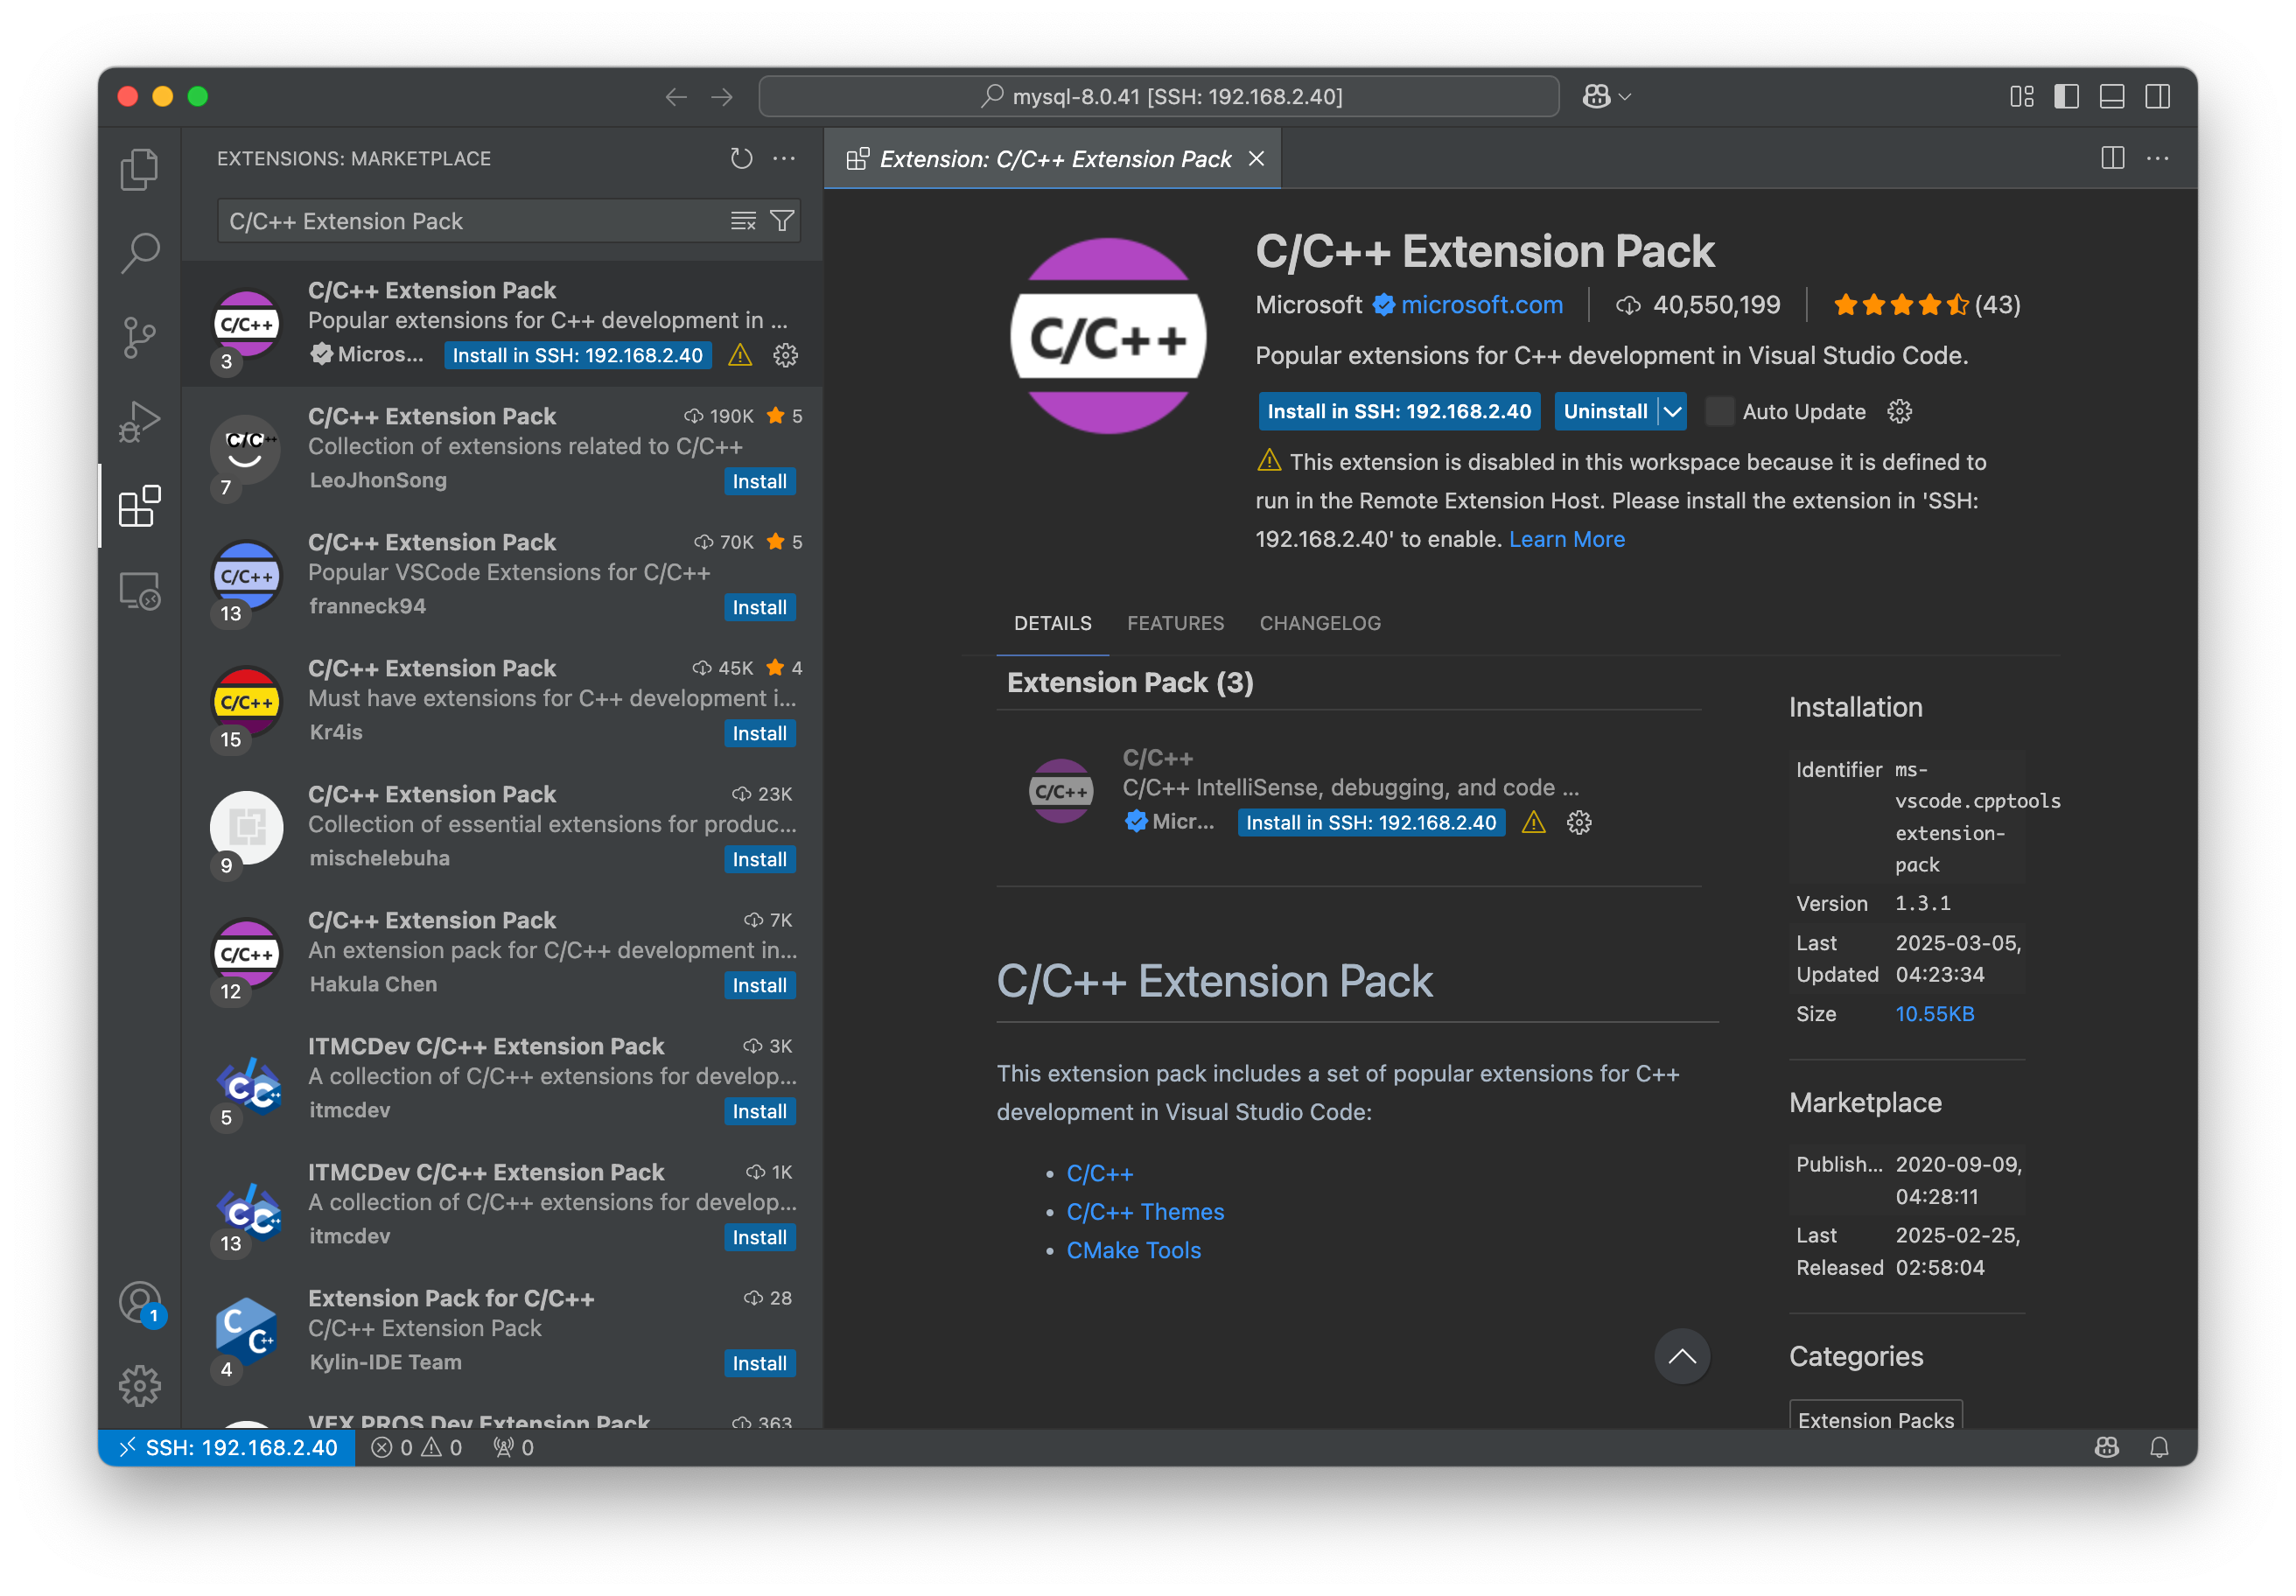 mysql-8.0.41 [SSH: 192.168.2.40]
EXTENSIONS: MARKETPLACE
C/C++ Extension Pack
C/C++
3
C/C++ Extension Pack
Popular extensions for C++ development in ...
Micros...
Install in SSH: 192.168.2.40
C/C++
7
C/C++ Extension Pack
190K
5
Collection of extensions related to C/C++
LeoJhonSong
Install
C/C++
13
C/C++ Extension Pack
70K
5
Popular VSCode Extensions for C/C++
franneck94
Install
C/C++
15
C/C++ Extension Pack
45K
4
Must have extensions for C++ development i...
Kr4is
Install
9
C/C++ Extension Pack
23K
Collection of essential extensions for produc...
mischelebuha
Install
C/C++
12
C/C++ Extension Pack
7K
An extension pack for C/C++ development in...
Hakula Chen
Install
5
ITMCDev C/C++ Extension Pack
3K
A collection of C/C++ extensions for develop...
itmcdev
Install
13
ITMCDev C/C++ Extension Pack
1K
A collection of C/C++ extensions for develop...
itmcdev
Install
C C++
4
Extension Pack for C/C++
28
C/C++ Extension Pack
Kylin-IDE Team
Install
VEX PROS Dev Extension Pack
363
Extension: C/C++ Extension Pack
C/C++
C/C++ Extension Pack
Microsoft microsoft.com 40,550,199 (43)
Popular extensions for C++ development in Visual Studio Code.
Install in SSH: 192.168.2.40 Uninstall Auto Update
This extension is disabled in this workspace because it is defined to
run in the Remote Extension Host. Please install the extension in 'SSH:
192.168.2.40' to enable. Learn More
DETAILS FEATURES CHANGELOG
Extension Pack (3)
C/C++
C/C++
C/C++ IntelliSense, debugging, and code ...
Micr...
Install in SSH: 192.168.2.40
C/C++ Extension Pack
This extension pack includes a set of popular extensions for C++
development in Visual Studio Code:
• C/C++
• C/C++ Themes
• CMake Tools
Installation
Identifier ms-
vscode.cpptools
extension-
pack
Version 1.3.1
Last 2025-03-05,
Updated 04:23:34
Size 10.55KB
Marketplace
Publish... 2020-09-09,
04:28:11
Last 2025-02-25,
Released 02:58:04
Categories
Extension Packs
1
SSH: 192.168.2.40
0
0
0